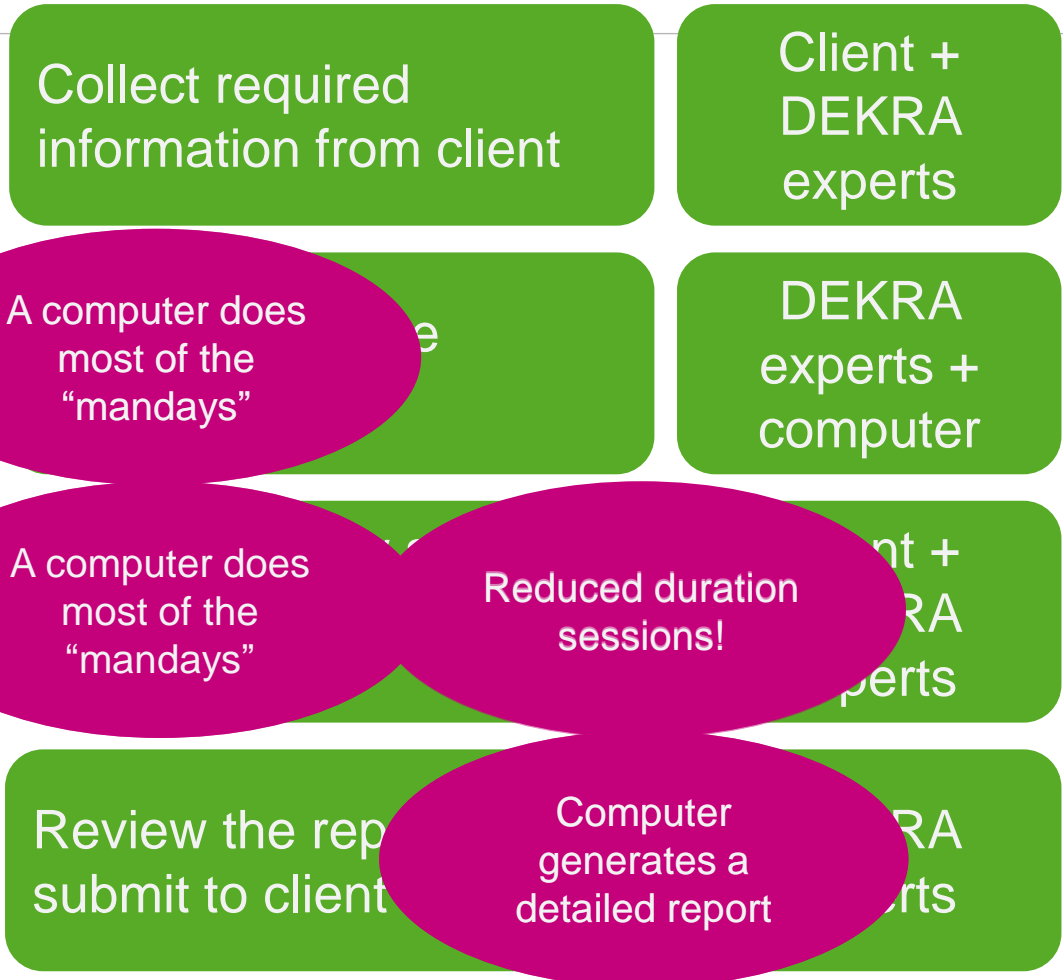 Collect required
information from client
Client +
DEKRA
experts
A computer does
most of the
“mandays”
DEKRA
experts +
computer
A computer does
most of the
“mandays”
Reduced duration
sessions!
+
Review the
submit to client
Computer
generates a
detailed report